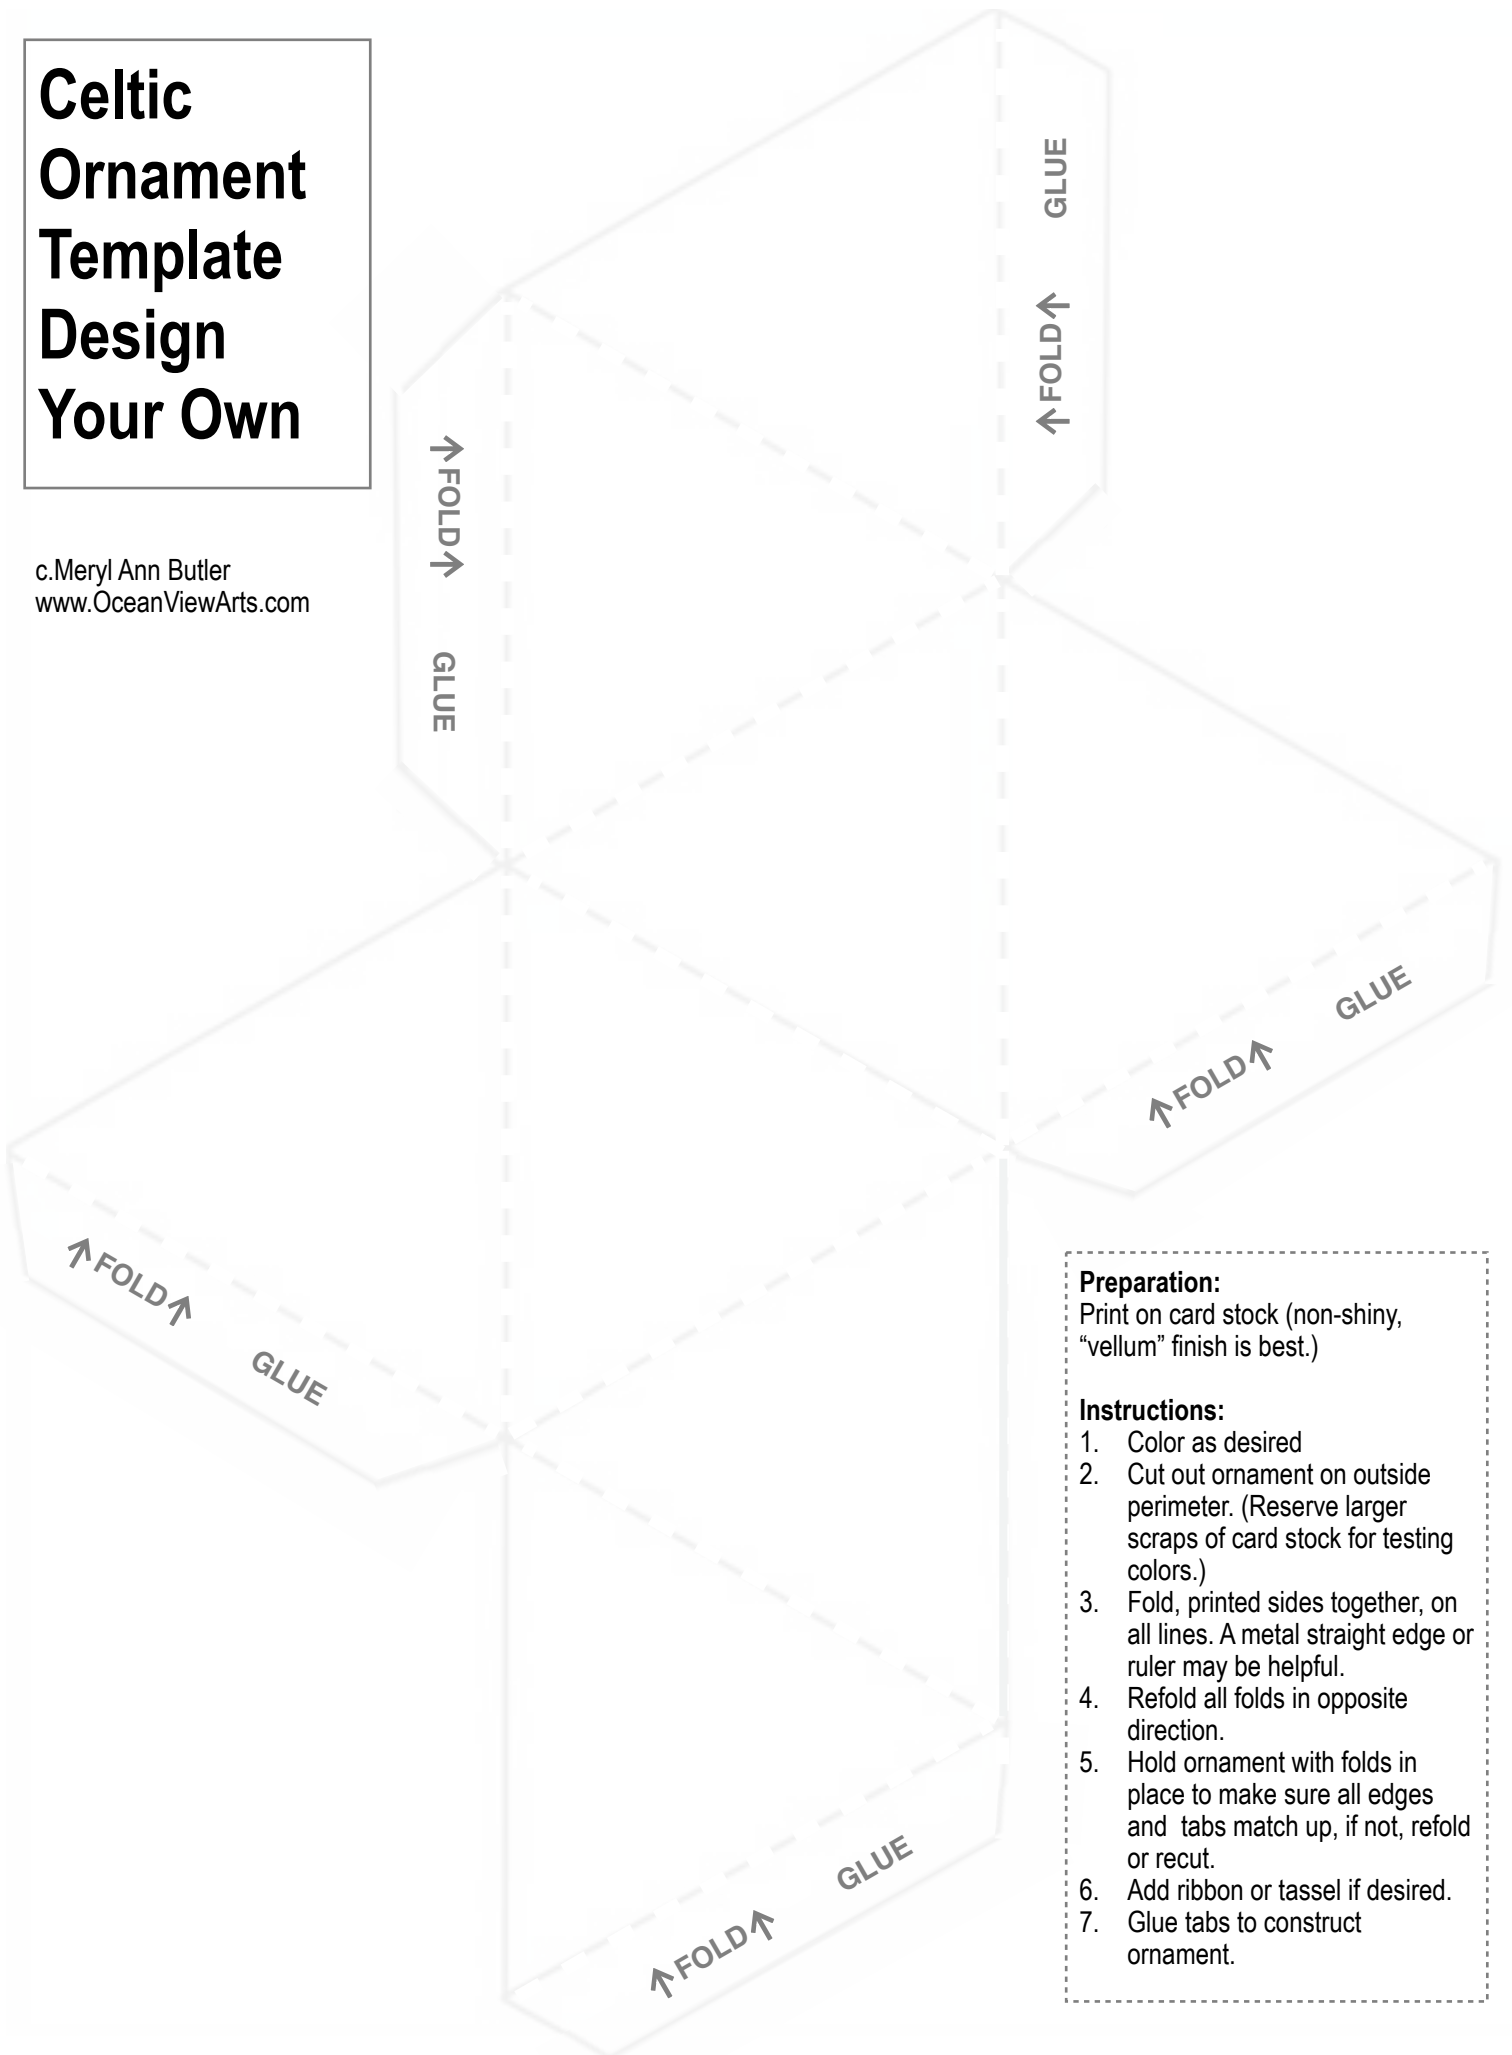 Celtic
Ornament
Template
Design
Your Own
c.Meryl Ann Butler
www.OceanViewArts.com
GLUE
↑FOLD↑
↑FOLD↑
GLUE
GLUE
↑FOLD↑
↑FOLD↑
GLUE
Preparation:
Print on card stock (non-shiny,
“vellum” finish is best.)
Instructions:
1. Color as desired
2. Cut out ornament on outside
perimeter. (Reserve larger
scraps of card stock for testing
colors.)
3. Fold, printed sides together, on
all lines. A metal straight edge or
ruler may be helpful.
4. Refold all folds in opposite
direction.
5. Hold ornament with folds in
place to make sure all edges
and  tabs match up, if not, refold
or recut.
6. Add ribbon or tassel if desired.
7. Glue tabs to construct
ornament.
GLUE
↑FOLD↑